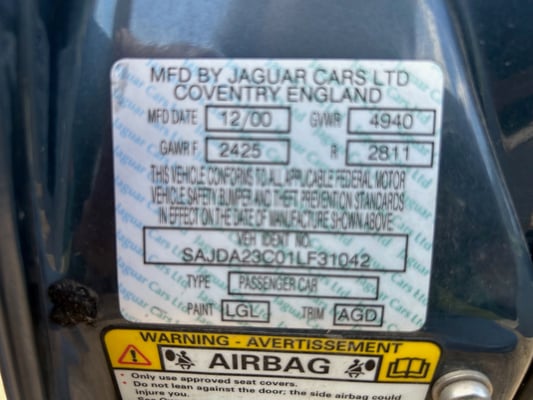 MFD BY JAGUAR CARS LTD
COVENTRY, ENGLAND
MFD DATE 12/00 GVWR 4940
GAWR F. 2425 R 2811
THIS VEHICLE CONFORMS TO ALL APPLICABLE FEDERAL MOTOR
VEHICLE SAFETY, BUMPER AND THEFT PREVENTION STANDARDS
IN EFFECT ON THE DATE OF MANUFACTURE SHOWN ABOVE
VEH IDENT NO.
SAJDA23C01LF31042
TYPE PASSENGER CAR
PAINT LGL TRIM AGD
WARNING - AVERTISSEMENT
AIRBAG
• Only use approved seat covers.
• Do not lean against the door; the side airbag could
injure you.